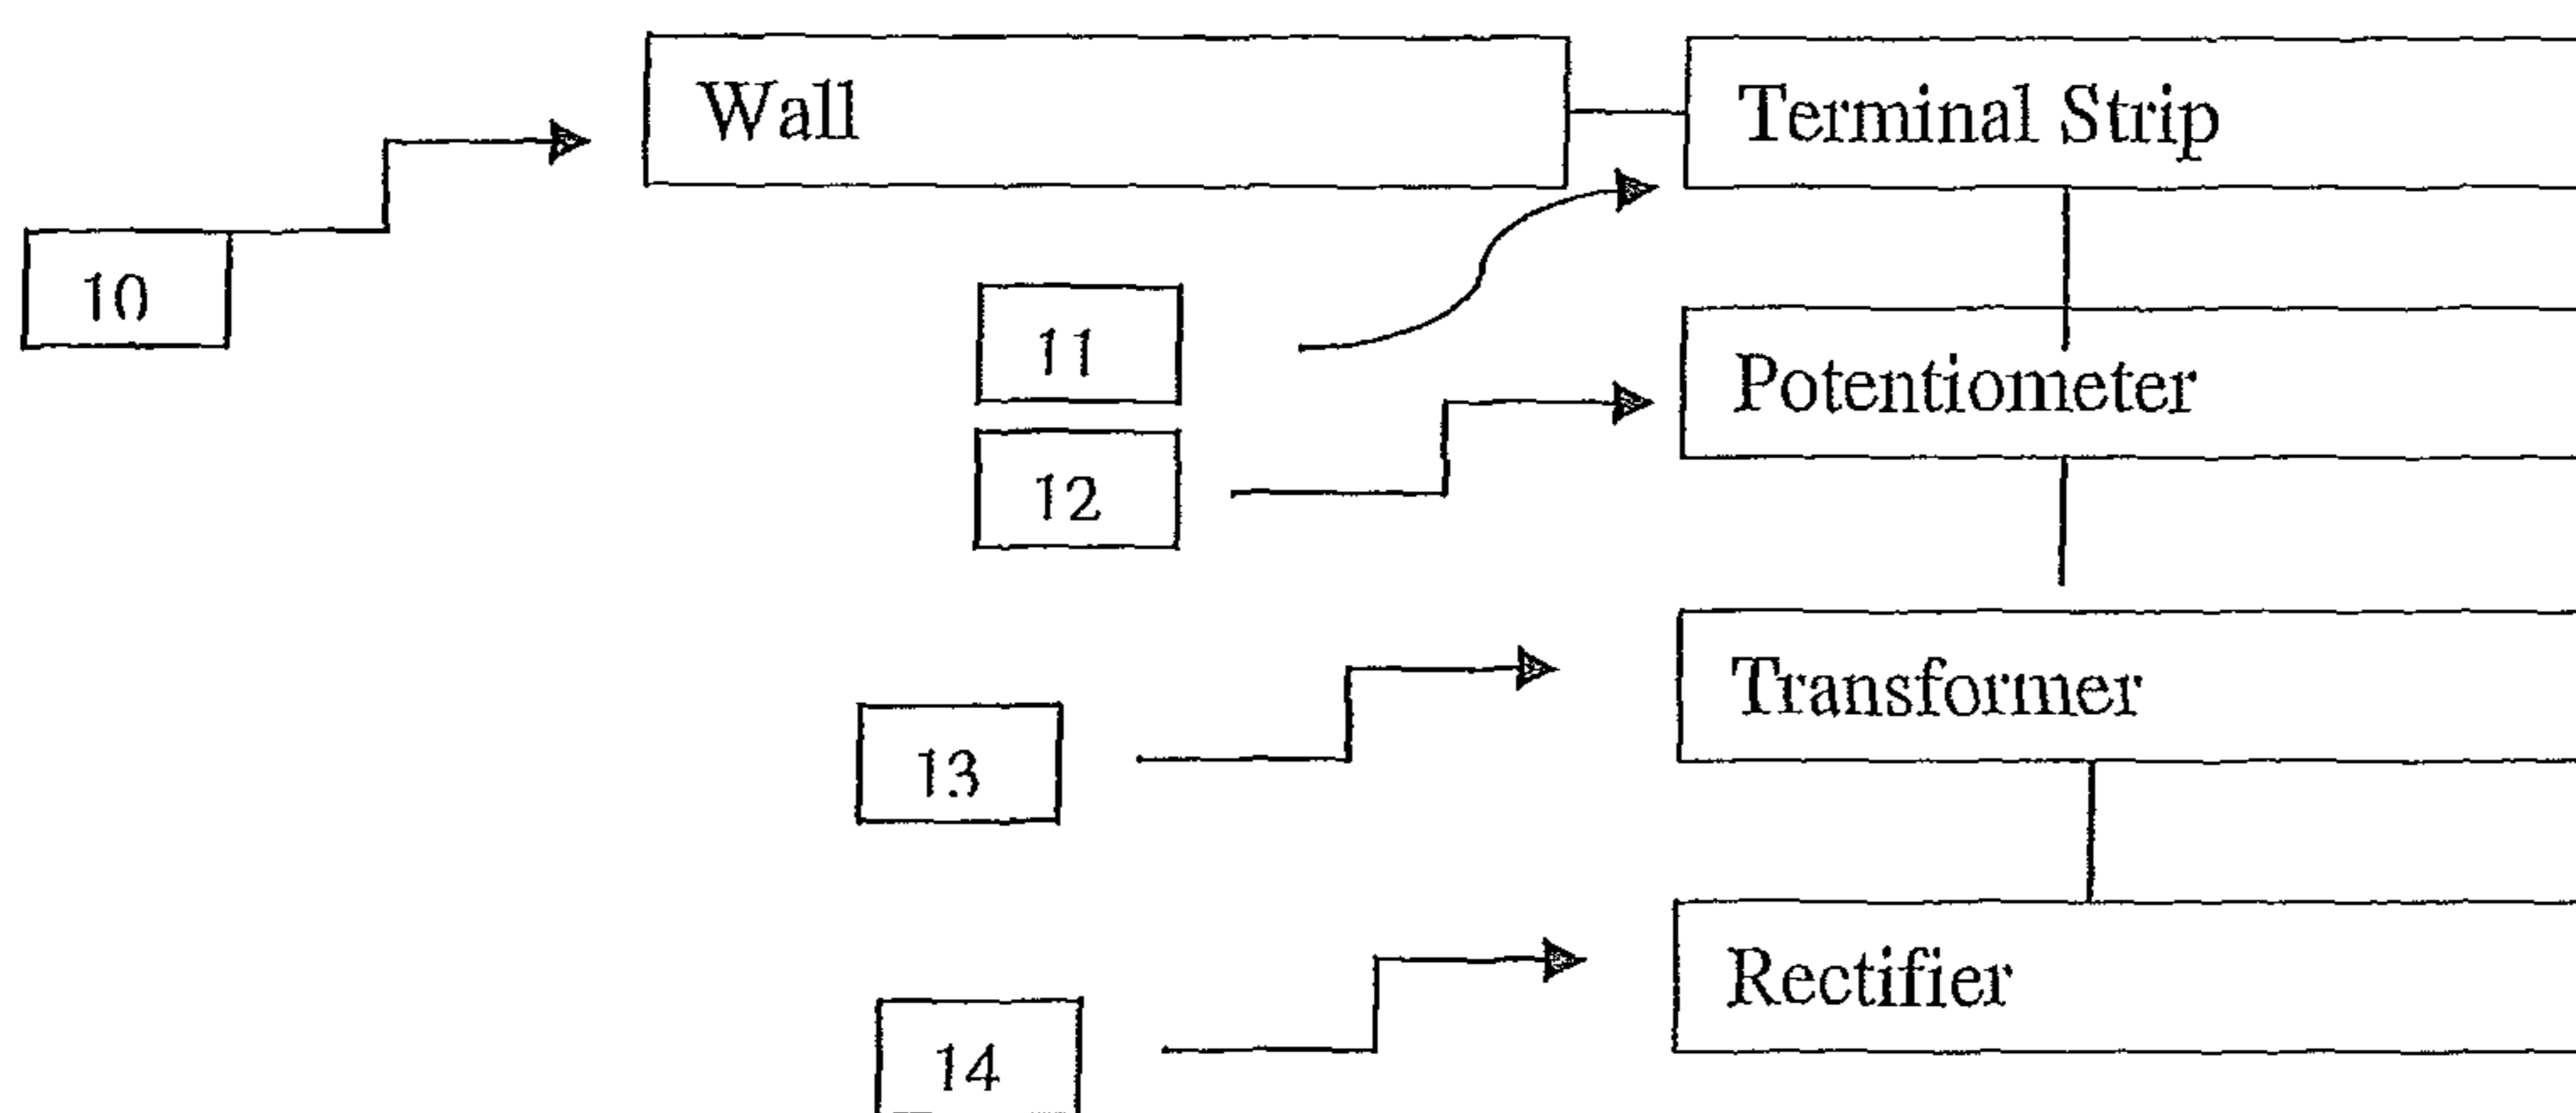 Wall
Terminal Strip
10
11
Potentiometer
12
Transformer
13
Rectifier
14